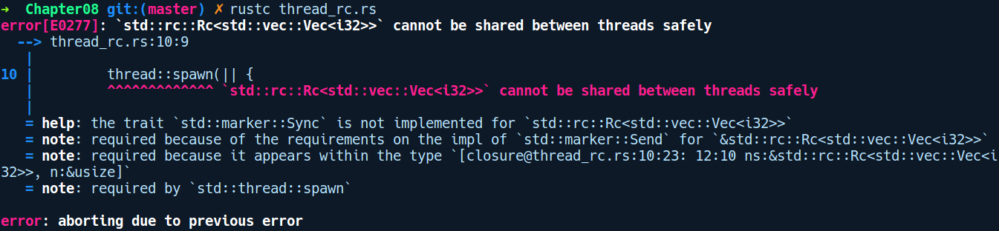 →  Chapter08 git:(master) ✗ rustc thread_rc.rs
error[E0277]: `std::rc::Rc<std::vec::Vec<i32>>` cannot be shared between threads safely
  --> thread_rc.rs:10:9
   |
10 |         thread::spawn(|| {
   |         ^^^^^^^^^^^^^ `std::rc::Rc<std::vec::Vec<i32>>` cannot be shared between threads safely
   |
   = help: the trait `std::marker::Sync` is not implemented for `std::rc::Rc<std::vec::Vec<i32>>`
   = note: required because of the requirements on the impl of `std::marker::Send` for `&std::rc::Rc<std::vec::Vec<i32>>`
   = note: required because it appears within the type `[closure@thread_rc.rs:10:23: 12:10 ns:&std::rc::Rc<std::vec::Vec<i
32>>, n:&usize]`
   = note: required by `std::thread::spawn`

error: aborting due to previous error